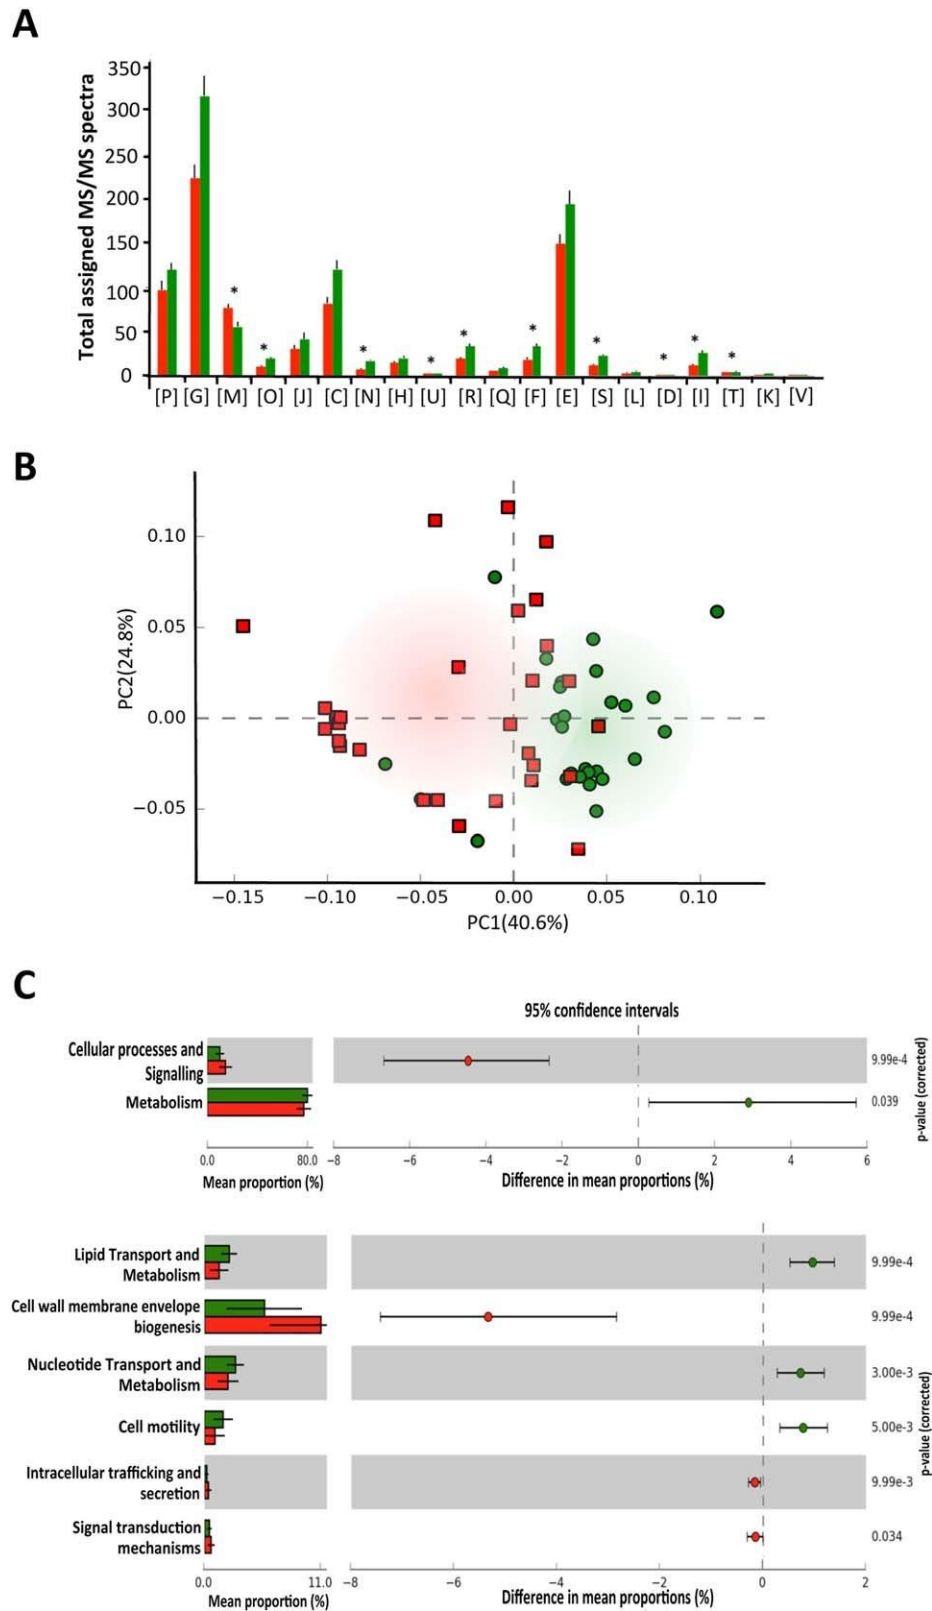 A
Total assigned MS/MS spectra
350
300
250
200
150
100
50
0
* * * * * * * * * *
[P] [G] [M] [O] [J] [C] [N] [H] [U] [R] [Q] [F] [E] [S] [L] [D] [I] [T] [K] [V]
B
PC2(24.8%)
0.10
0.05
0.00
−0.05
−0.15 −0.10 −0.05 0.00 0.05 0.10
PC1(40.6%)
C
95% confidence intervals
Cellular processes and
Signalling
9.99e-4
Metabolism
0.039
p-value (corrected)
0.0 80.0 −8 −6 −4 −2 0 2 4 6
Mean proportion (%) Difference in mean proportions (%)
Lipid Transport and
Metabolism
9.99e-4
Cell wall membrane envelope
biogenesis
9.99e-4
Nucleotide Transport and
Metabolism
3.00e-3
Cell motility
5.00e-3
Intracellular trafficking and
secretion
9.99e-3
Signal transduction
mechanisms
0.034
p-value (corrected)
0.0 11.0 −8 −6 −4 −2 0 2
Mean proportion (%) Difference in mean proportions (%)